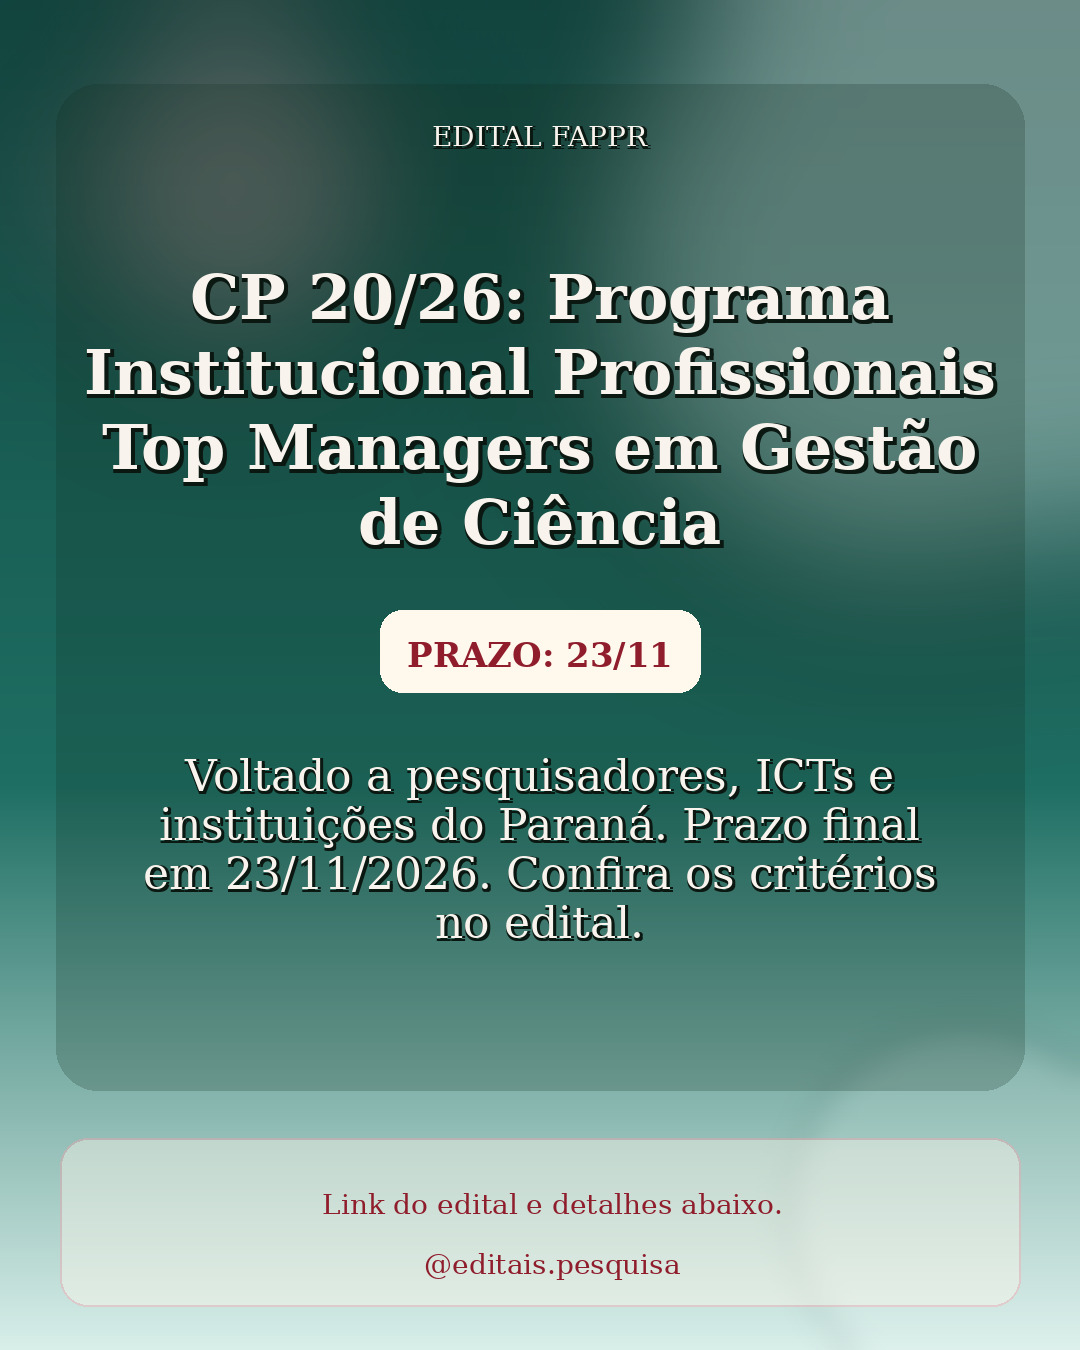 EDITAL FAPPR
CP 20/26: Programa
Institucional Profissionais
Top Managers em Gestão
de Ciência
PRAZO: 23/11
Voltado a pesquisadores, ICTs e
instituições do Paraná. Prazo final
em 23/11/2026. Confira os critérios
no edital.
Link do edital e detalhes abaixo.
@editais.pesquisa